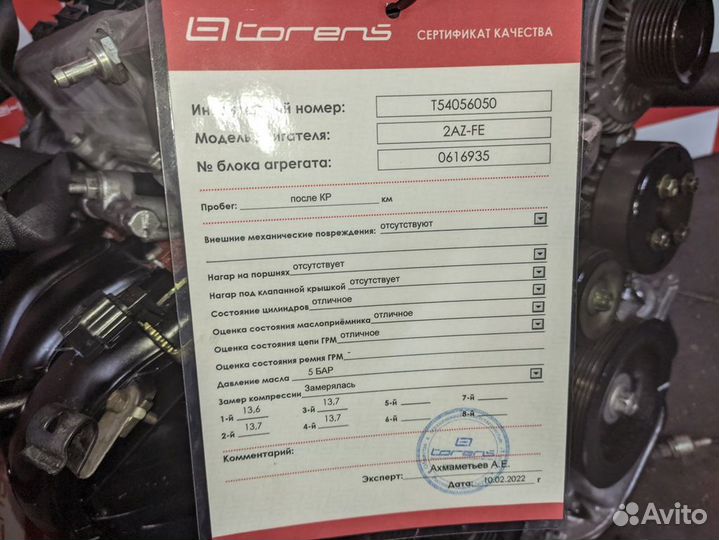 torens
СЕРТИФИКАТ КАЧЕСТВА
номер: T54056050
Модель двигателя: 2AZ-FE
№ блока агрегата: 0616935
Пробег: после КР км
Внешние механические повреждения: отсутствуют
Нагар на поршнях отсутствует
Нагар под клапанной крышкой отсутствует
Состояние цилиндров отличное
Оценка состояния маслоприёмника отличное
Оценка состояния цепи ГРМ отличное
Оценка состояния ремня ГРМ -
Давление масла 5 БАР
Замер компрессии Замерялась
1-й 13,6 3-й 13,7 5-й 7-й
2-й 13,7 4-й 13,7 6-й 8-й
Комментарий:
torens
Эксперт: Ахмаметьев А.Е.
Дата: 10.02.2022 г
Avito